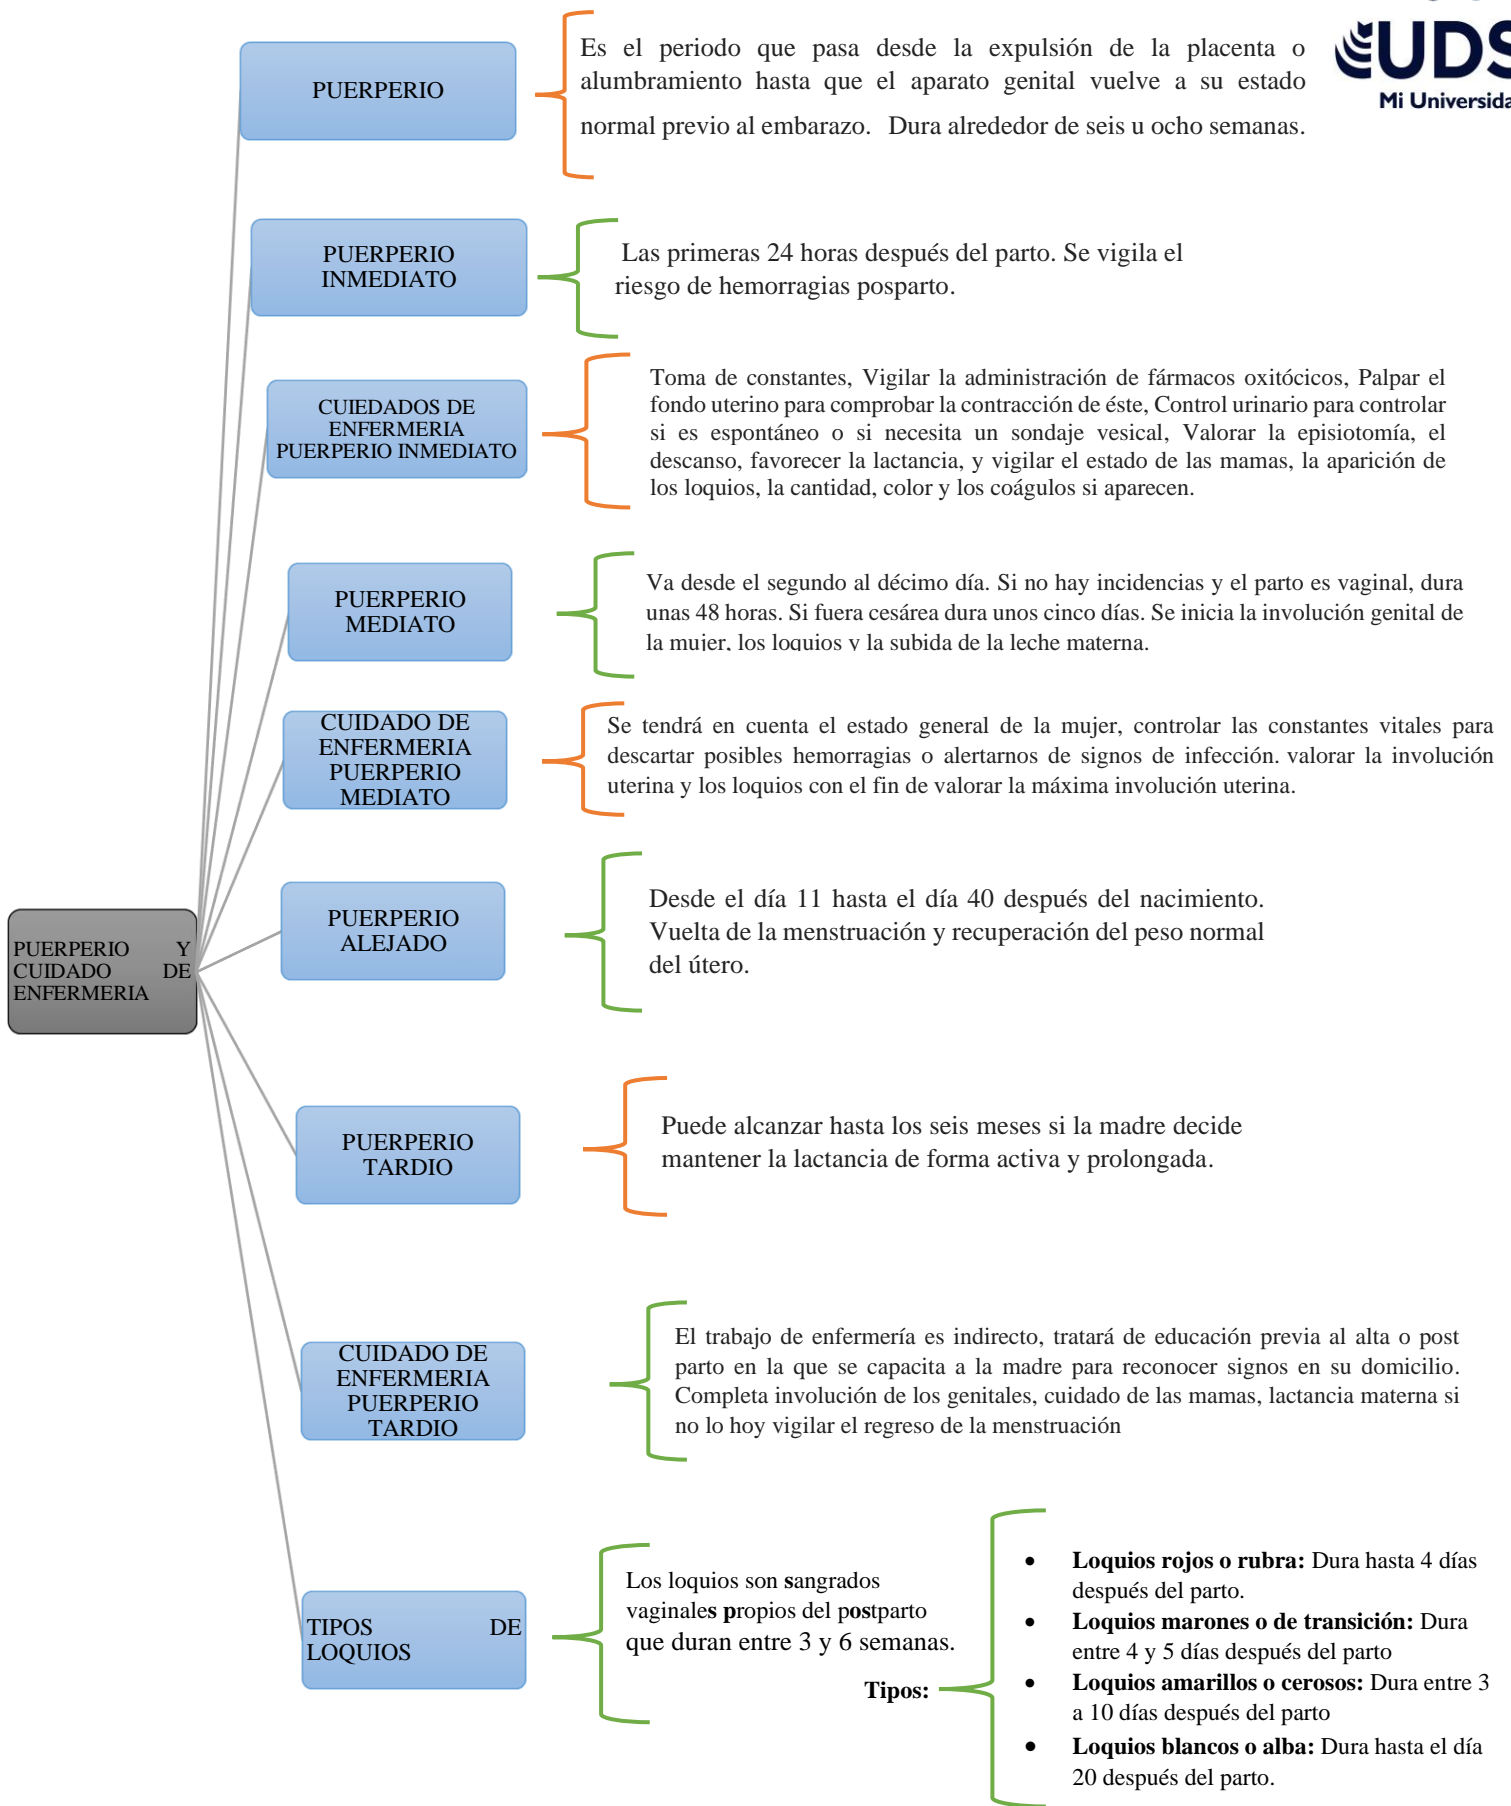 UDS
Mi Universida
PUERPERIO
Es el periodo que pasa desde la expulsión de la placenta o
alumbramiento hasta que el aparato genital vuelve a su estado
normal previo al embarazo. Dura alrededor de seis u ocho semanas.
PUERPERIO
INMEDIATO
Las primeras 24 horas después del parto. Se vigila el
riesgo de hemorragias posparto.
CUIEDADOS DE
ENFERMERIA
PUERPERIO INMEDIATO
Toma de constantes, Vigilar la administración de fármacos oxitócicos, Palpar el
fondo uterino para comprobar la contracción de éste, Control urinario para controlar
si es espontáneo o si necesita un sondaje vesical, Valorar la episiotomía, el
descanso, favorecer la lactancia, y vigilar el estado de las mamas, la aparición de
los loquios, la cantidad, color y los coágulos si aparecen.
PUERPERIO
MEDIATO
Va desde el segundo al décimo día. Si no hay incidencias y el parto es vaginal, dura
unas 48 horas. Si fuera cesárea dura unos cinco días. Se inicia la involución genital de
la mujer, los loquios y la subida de la leche materna.
CUIDADO DE
ENFERMERIA
PUERPERIO
MEDIATO
Se tendrá en cuenta el estado general de la mujer, controlar las constantes vitales para
descartar posibles hemorragias o alertarnos de signos de infección. valorar la involución
uterina y los loquios con el fin de valorar la máxima involución uterina.
PUERPERIO Y
CUIDADO DE
ENFERMERIA
PUERPERIO
ALEJADO
Desde el día 11 hasta el día 40 después del nacimiento.
Vuelta de la menstruación y recuperación del peso normal
del útero.
PUERPERIO
TARDIO
Puede alcanzar hasta los seis meses si la madre decide
mantener la lactancia de forma activa y prolongada.
CUIDADO DE
ENFERMERIA
PUERPERIO
TARDIO
El trabajo de enfermería es indirecto, tratará de educación previa al alta o post
parto en la que se capacita a la madre para reconocer signos en su domicilio.
Completa involución de los genitales, cuidado de las mamas, lactancia materna si
no lo hoy vigilar el regreso de la menstruación
TIPOS DE
LOQUIOS
Los loquios son sangrados
vaginales propios del postparto
que duran entre 3 y 6 semanas.
Tipos:
• Loquios rojos o rubra: Dura hasta 4 días
después del parto.
• Loquios marones o de transición: Dura
entre 4 y 5 días después del parto
• Loquios amarillos o cerosos: Dura entre 3
a 10 días después del parto
• Loquios blancos o alba: Dura hasta el día
20 después del parto.